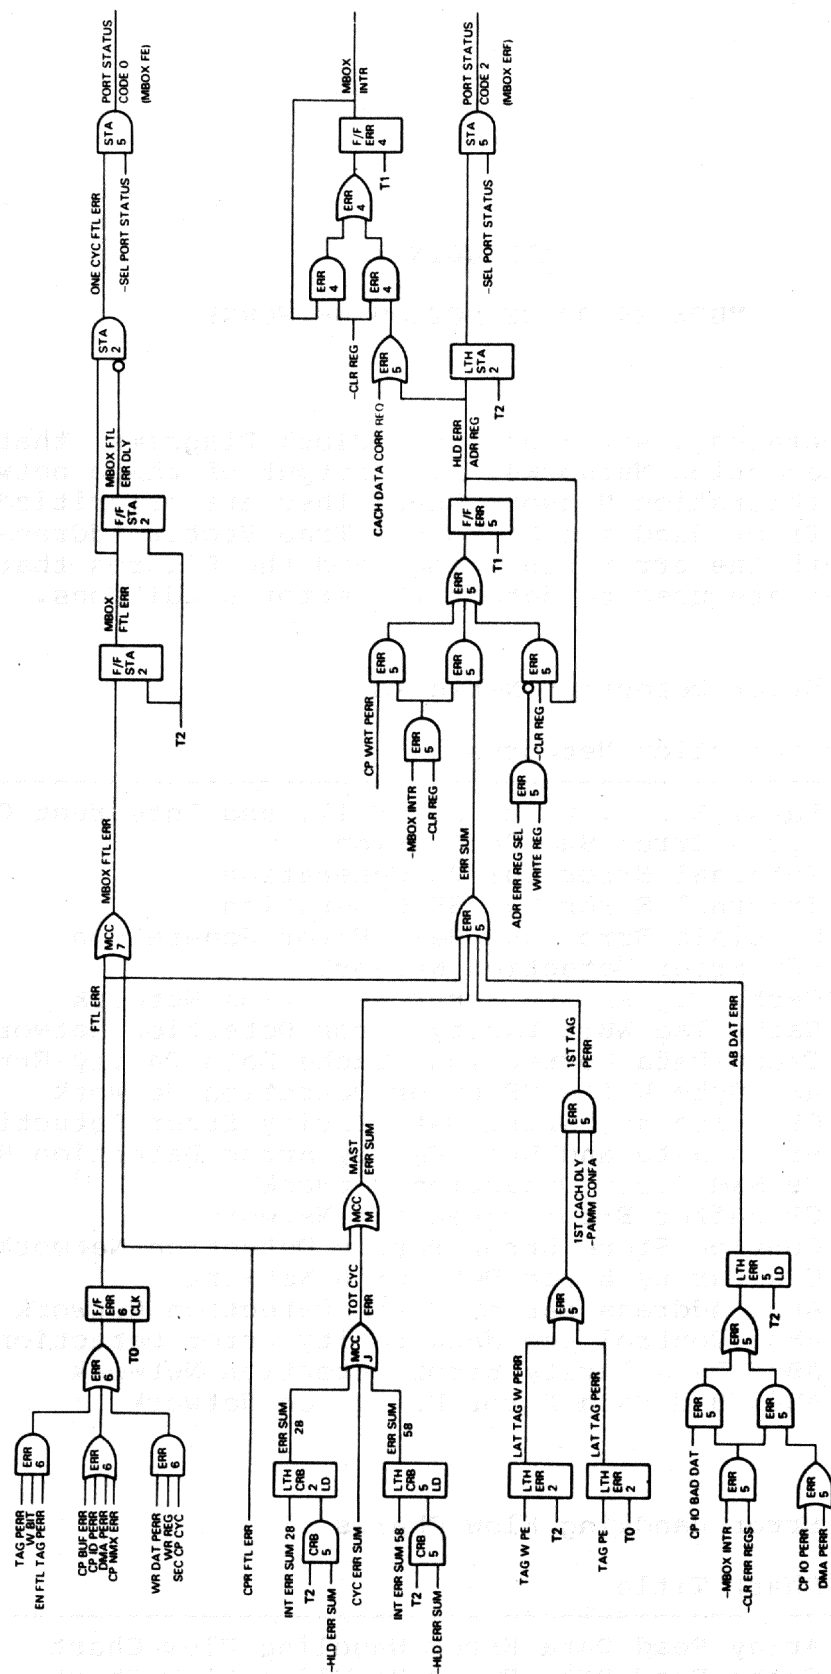 TAG PERR
W BIT
EN FTL TAG PERR
ERR
6
CP BUF ERR
CP ID PERR
DMA PERR
CP NMX ERR
ERR
6
WR DAT PERR
WR REG
SEC CP CYC
ERR
6
ERR
6
F/F
ERR
6
CLK
T0
FTL ERR
MCC
7
MBOX FTL ERR
F/F
STA
2
T2
MBOX
FTL ERR
F/F
STA
2
MBOX FTL
ERR DLY
STA
2
ONE CYC FTL ERR
-SEL PORT STATUS
STA
5
PORT STATUS
CODE 0
(MBOX FE)
CPR FTL ERR
INT ERR SUM 28
T2
-HLD ERR SUM
CRB
5
LTH
CRB
2
LD
ERR SUM
28
CYC ERR SUM
INT ERR SUM 58
T2
-HLD ERR SUM
CRB
5
LTH
CRB
5
LD
ERR SUM
58
MCC
J
TOT CYC
ERR
MCC
M
MAST
ERR SUM
TAG W PE
T2
LTH
ERR
2
LAT TAG W PERR
TAG PE
T0
LTH
ERR
2
LAT TAG PERR
ERR
5
1ST CACH DLY
-PAMM CONFA
ERR
5
1ST TAG
PERR
CP IO BAD DAT
-MBOX INTR
-CLR ERR REGS
ERR
5
CP IO PERR
DMA PERR
ERR
5
ERR
5
ERR
5
ERR
5
LTH
ERR
5
LD
T2
AB DAT ERR
ERR
5
ERR SUM
CP WRT PERR
-MBOX INTR
-CLR REG
ERR
5
ADR ERR REG SEL
WRITE REG
ERR
5
-CLR REG
ERR
5
ERR
5
ERR
5
ERR
5
F/F
ERR
5
T1
HLD ERR
ADR REG
CACH DATA CORR REQ
ERR
5
-CLR REG
ERR
4
ERR
4
ERR
4
F/F
ERR
4
T1
MBOX
INTR
LTH
STA
2
T2
-SEL PORT STATUS
STA
5
PORT STATUS
CODE 2
(MBOX ERF)